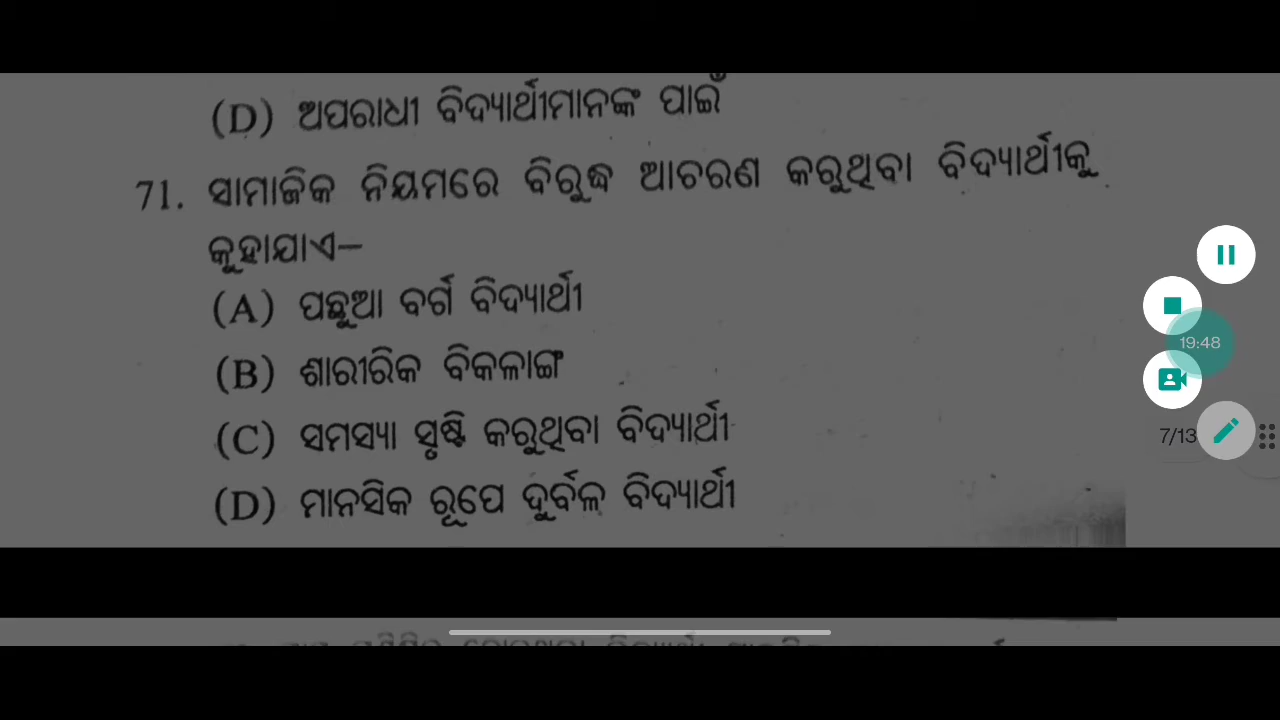 (D) ଅପରାଧୀ ବିଦ୍ୟାର୍ଥୀମାନଙ୍କ ପାଇଁ
71. ସାମାଜିକ ନିୟମରେ ବିରୁଦ୍ଧ ଆଚରଣ କରୁଥିବା ବିଦ୍ୟାର୍ଥୀକୁ
କୁହାଯାଏ–
(A) ପଛୁଆ ବର୍ଗ ବିଦ୍ୟାର୍ଥୀ
(B) ଶାରୀରିକ ବିକଳାଙ୍ଗ
(C) ସମସ୍ୟା ସୃଷ୍ଟି କରୁଥିବା ବିଦ୍ୟାର୍ଥୀ
(D) ମାନସିକ ରୂପେ ଦୁର୍ବଳ ବିଦ୍ୟାର୍ଥୀ
19:48
7/13